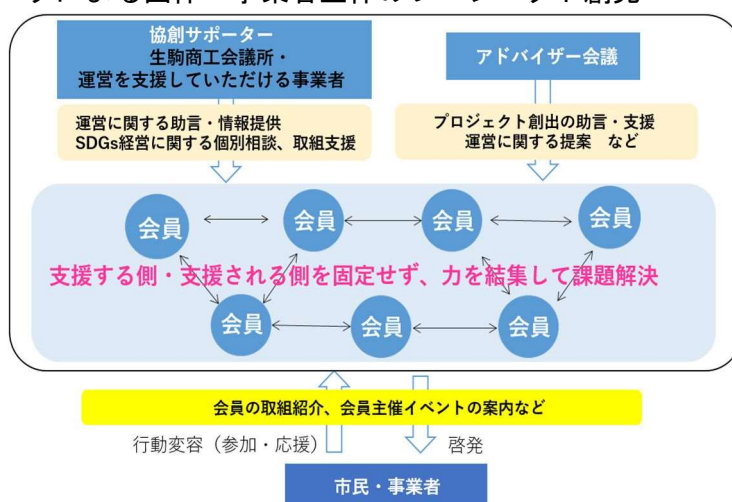 協創サポーター
生駒商工会議所・
運営を支援していただける事業者
アドバイザー会議
運営に関する助言・情報提供
SDGs経営に関する個別相談、取組支援
プロジェクト創出の助言・支援
運営に関する提案 など
会員
会員
会員
会員
支援する側・支援される側を固定せず、力を結集して課題解決
会員
会員
会員
会員の取組紹介、会員主催イベントの案内など
行動変容（参加・応援）
啓発
市民・事業者